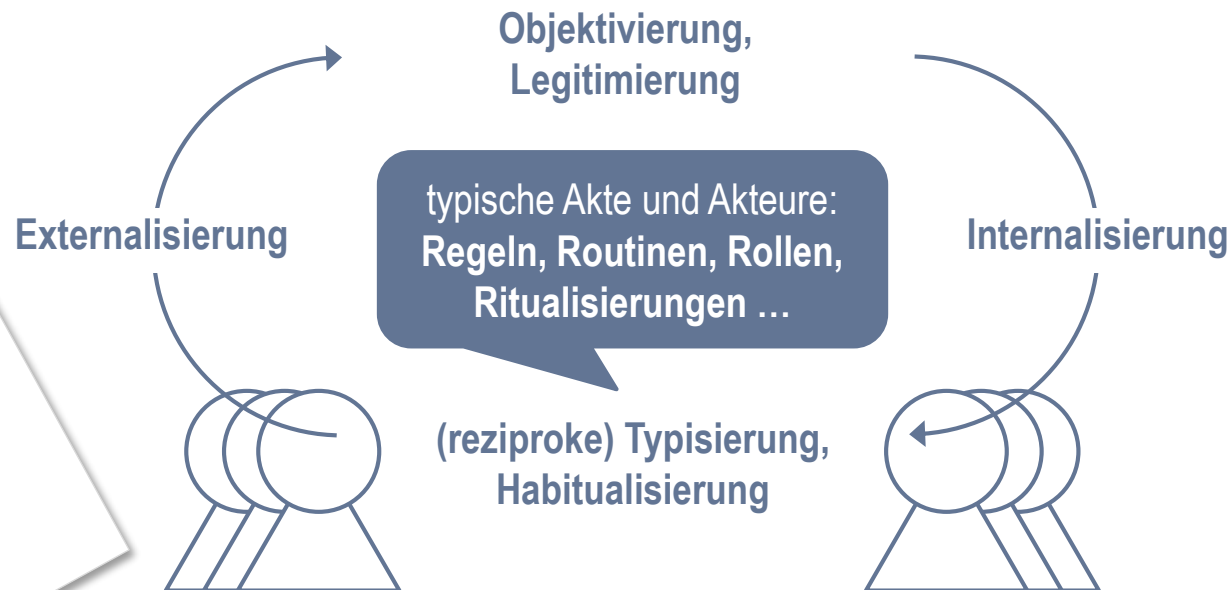 Objektivierung,
Legitimierung
typische Akte und Akteure:
Regeln, Routinen, Rollen,
Ritualisierungen …
Externalisierung
Internalisierung
(reziproke) Typisierung,
Habitualisierung